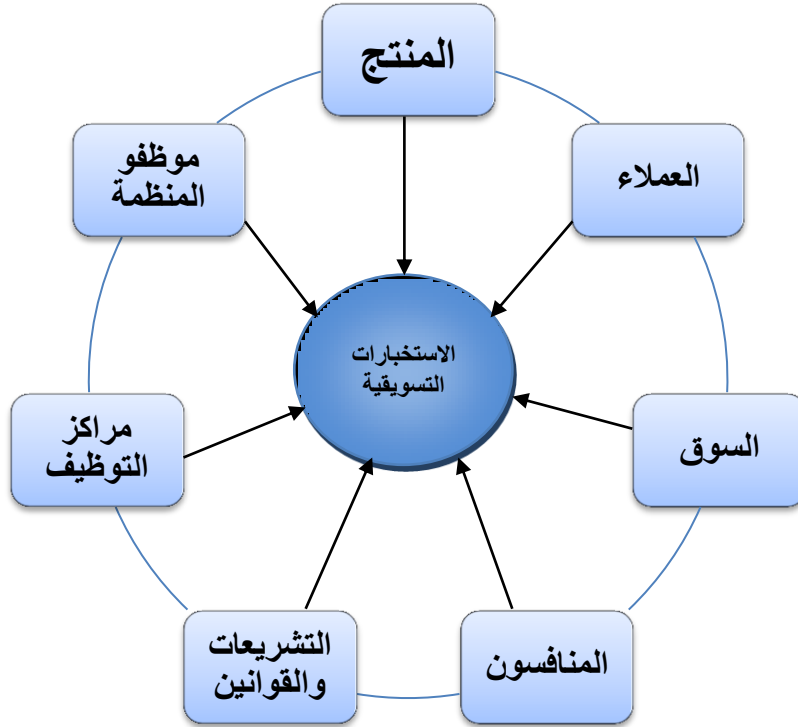 المنتج
العملاء
موظفو
المنظمة
الاستخبارات
التسويقية
السوق
مراكز
التوظيف
المنافسون
التشريعات
والقوانين